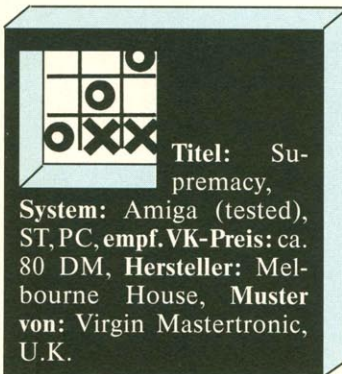 Titel: Su-
premacy,
System: Amiga (tested),
ST, PC, empf. VK-Preis: ca.
80 DM, Hersteller: Mel-
bourne House, Muster
von: Virgin Mastertronic,
U.K.